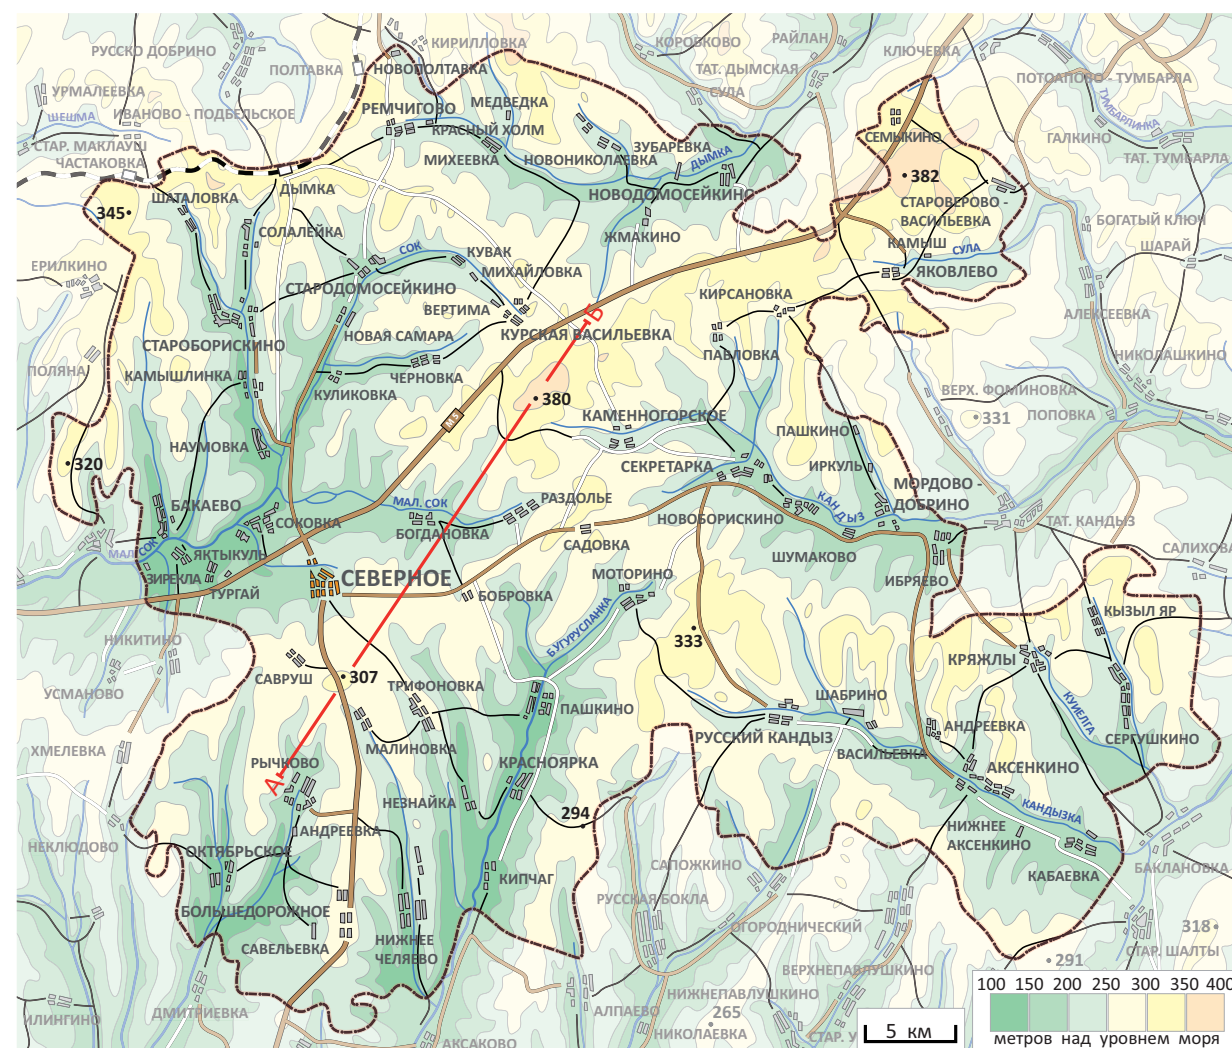 РУССКО ДОБРИНО
КИРИЛЛОВКА
КОРОВКОВО
РАЙЛАН
КЛЮЧЕВКА
ПОЛТАВКА
НОВОПОЛТАВКА
ТАТ. ДЫМСКАЯ
ПОТОАПОВО - ТУМБАРЛА
УРМАЛЕЕВКА
РЕМЧИГОВО
МЕДВЕДКА
СУЛА
ТУМБАРЛИНКА
ШЕШМА
ИВАНОВО - ПОДБЕЛЬСКОЕ
КРАСНЫЙ ХОЛМ
СЕМЫКИНО
ГАЛКИНО
СТАР. МАКЛАУШ
ЗУБАРЕВКА
ЧАСТАКОВКА
МИХЕЕВКА
НОВОНИКОЛАЕВКА
ДЫМКА
ТАТ. ТУМБАРЛА
382
ШАТАЛОВКА
ДЫМКА
НОВОДОМОСЕЙКИНО
СТАРОВЕРОВО -
ВАСИЛЬЕВКА
345
СОЛАЛЕЙКА
ЖМАКИНО
БОГАТЫЙ КЛЮЧ
СОК
КУВАК
КАМЫШ
СУЛА
ШАРАЙ
ЕРИЛКИНО
МИХАЙЛОВКА
ЯКОВЛЕВО
СТАРОДОМОСЕЙКИНО
КИРСАНОВКА
ВЕРТИМА
Б
АЛЕКСЕЕВКА
НОВАЯ САМАРА
КУРСКАЯ ВАСИЛЬЕВКА
СТАРОБОРИСКИНО
ПАВЛОВКА
НИКОЛАШКИНО
ПОЛЯНА
КАМЫШЛИНКА
ЧЕРНОВКА
КУЛИКОВКА
380
ВЕРХ. ФОМИНОВКА
М-5
КАМЕННОГОРСКОЕ
331
ПОПОВКА
НАУМОВКА
ПАШКИНО
320
СЕКРЕТАРКА
ИРКУЛЬ
МОРДОВО -
ДОБРИНО
БАКАЕВО
МАЛ. СОК
РАЗДОЛЬЕ
КАНДЫЗ
СОКОВКА
БОГДАНОВКА
НОВОБОРИСКИНО
ТАТ. КАНДЫЗ
МАЛ. СОК
ЯКТЫКУЛЬ
САДОВКА
ШУМАКОВО
САЛИХОВА
ЗИРЕКЛА
СЕВЕРНОЕ
МОТОРИНО
ИБРЯЕВО
ТУРГАЙ
БОБРОВКА
БУГУРУСЛАНКА
КЫЗЫЛ ЯР
НИКИТИНО
333
КРЯЖЛЫ
САВРУШ
307
ТРИФОНОВКА
УСМАНОВО
ПАШКИНО
ШАБРИНО
КУИЕЛГА
АНДРЕЕВКА
РУССКИЙ КАНДЫЗ
СЕРГУШКИНО
ХМЕЛЕВКА
МАЛИНОВКА
ВАСИЛЬЕВКА
РЫЧКОВО
КРАСНОЯРКА
АКСЕНКИНО
А
НЕЗНАЙКА
294
КАНДЫЗКА
АНДРЕЕВКА
НИЖНЕЕ
АКСЕНКИНО
НЕКЛЮДОВО
ОКТЯБРЬСКОЕ
САПОЖКИНО
БАКЛАНОВКА
КИПЧАГ
КАБАЕВКА
РУССКАЯ БОКЛА
БОЛЬШЕДОРОЖНОЕ
ОГОРОДНИЧЕСКИЙ
318
САВЕЛЬЕВКА
НИЖНЕЕ
ЧЕЛЯЕВО
СТАР. ШАЛТЫ
291
ВЕРХНЕПАВЛУШКИНО
НИЖНЕПАВЛУШКИНО
ДМИТРИЕВКА
АЛПАЕВО
265
ИЛИНГИНО
НИКОЛАЕВКА
СТАР. У
АКСАКОВО
5 км
100 150 200 250 300 350 400
метров над уровнем моря